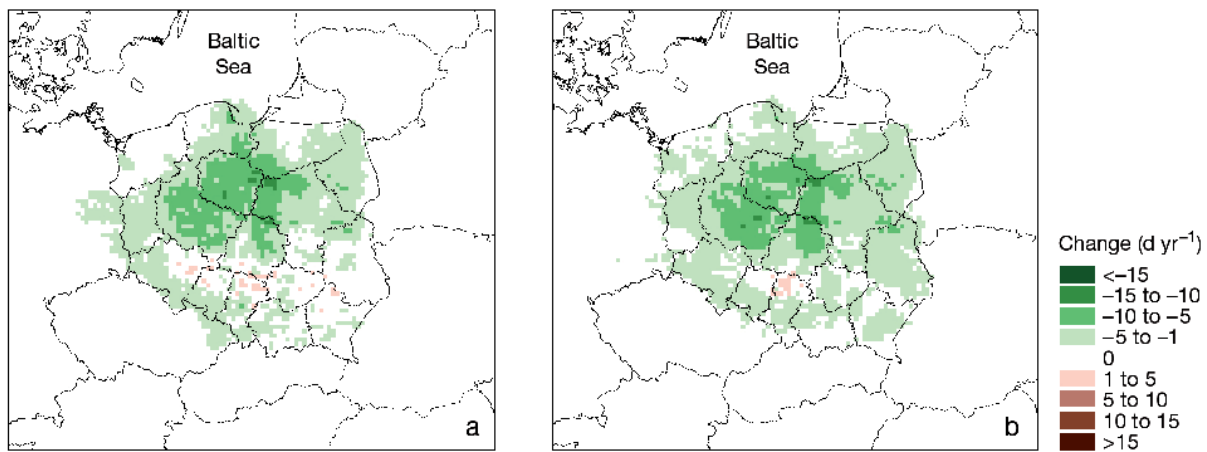 Baltic
Sea
a
Baltic
Sea
b
Change (d yr⁻¹)
<–15
–15 to –10
–10 to –5
–5 to –1
0
1 to 5
5 to 10
10 to 15
>15